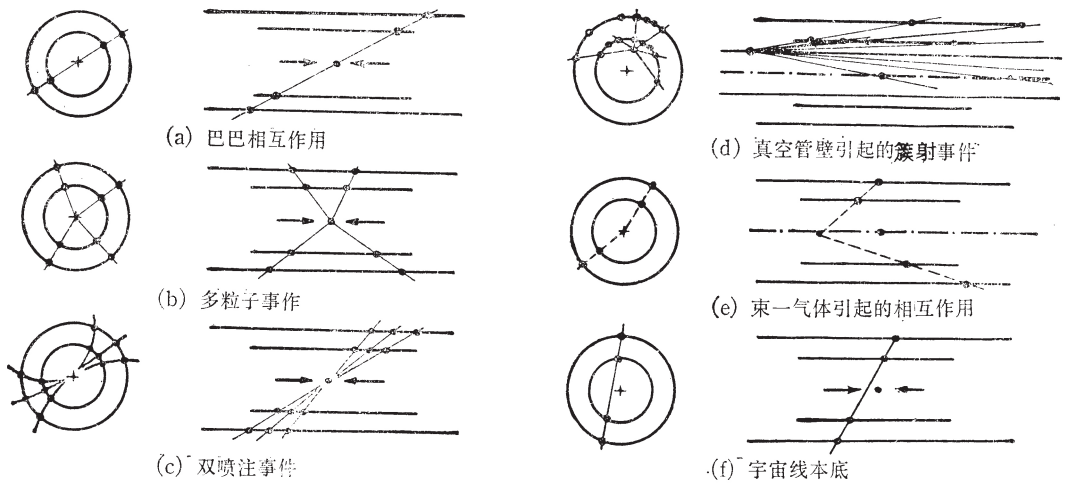 (a) 巴巴相互作用
(b) 多粒子事作
(c) 双喷注事件
(d) 真空管壁引起的簇射事件
(e) 束一气体引起的相互作用
(f) 宇宙线本底